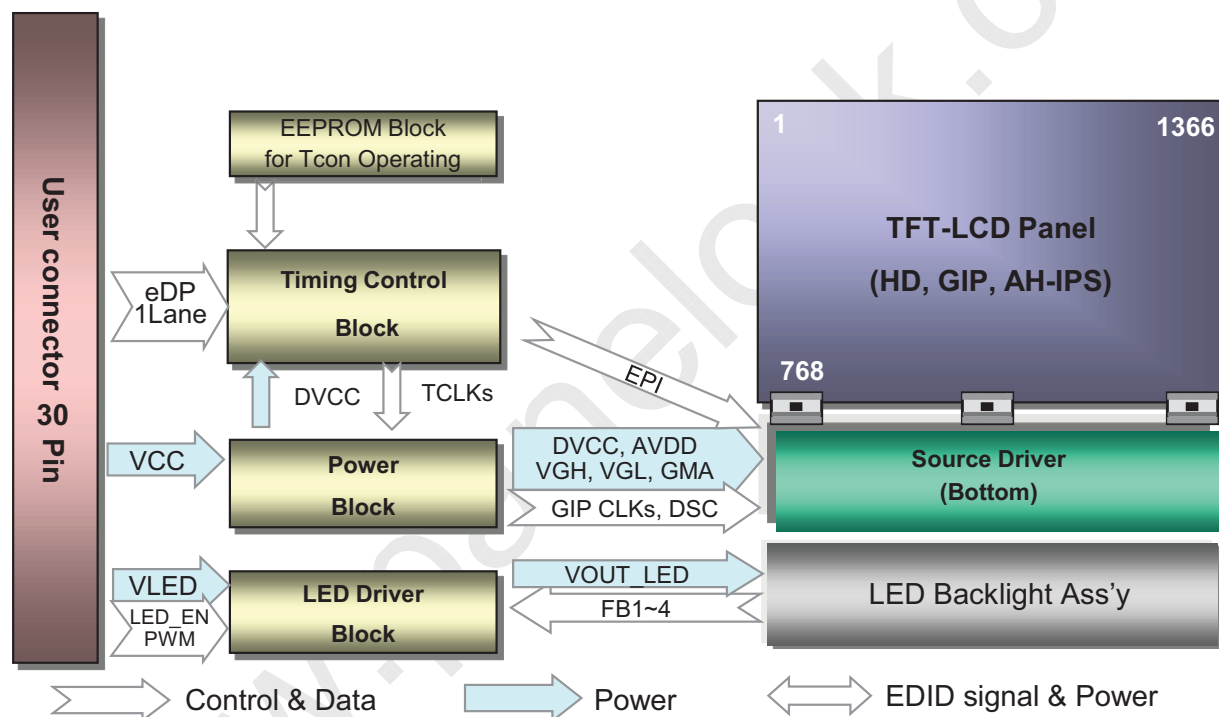 User connector 30 Pin
EEPROM Block
for Tcon Operating
eDP
1Lane
Timing Control
Block
DVCC
TCLKs
EPI
VCC
Power
Block
DVCC, AVDD
VGH, VGL, GMA
GIP CLKs, DSC
VLED
LED_EN
PWM
LED Driver
Block
VOUT_LED
FB1~4
1
1366
TFT-LCD Panel
(HD, GIP, AH-IPS)
768
Source Driver
(Bottom)
LED Backlight Ass'y
Control & Data
Power
EDID signal & Power